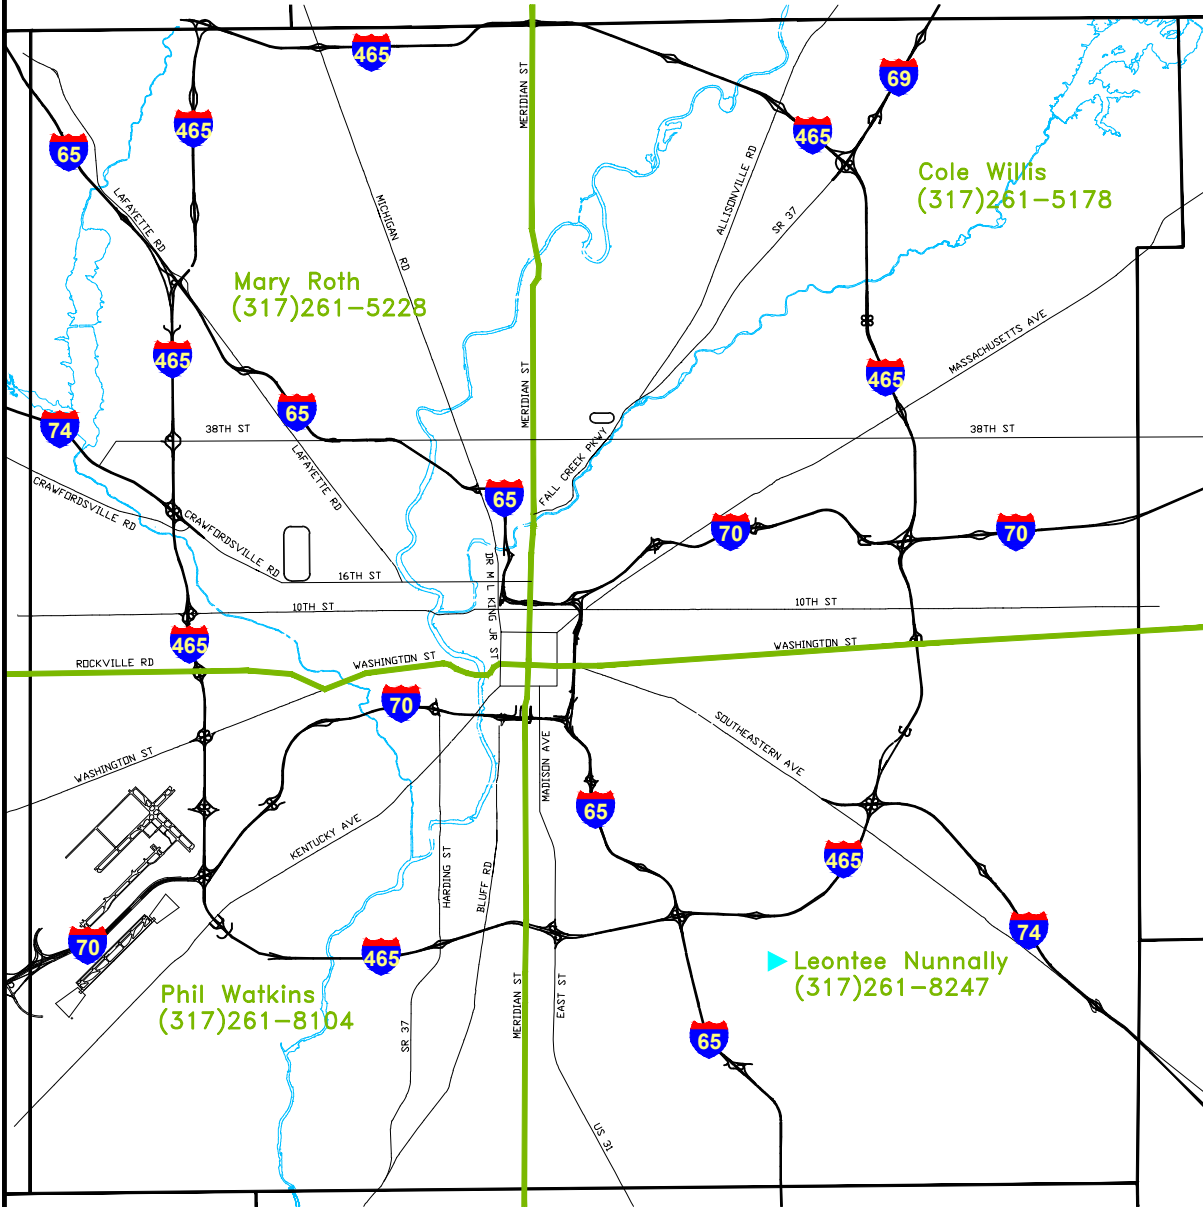 465
MERIDIAN ST
69
465
465
65
ALLISONVILLE RD
Cole Willis
(317)261-5178
LAFAYETTE RD
MICHIGAN RD
SR 37
Mary Roth
(317)261-5228
465
MASSACHUSETTS AVE
465
MERIDIAN ST
65
74
38TH ST
38TH ST
FALL CREEK PKWY
LAFAYETTE RD
65
CRAWFORDSVILLE RD
CRAWFORDSVILLE RD
70
70
16TH ST
DR M L KING JR ST
10TH ST
10TH ST
465
ROCKVILLE RD
WASHINGTON ST
WASHINGTON ST
70
SOUTHEASTERN AVE
WASHINGTON ST
MADISON AVE
65
KENTUCKY AVE
HARDING ST
BLUFF RD
465
70
465
74
Leontee Nunnally
(317)261-8247
Phil Watkins
(317)261-8104
MERIDIAN ST
EAST ST
SR 37
65
US 31